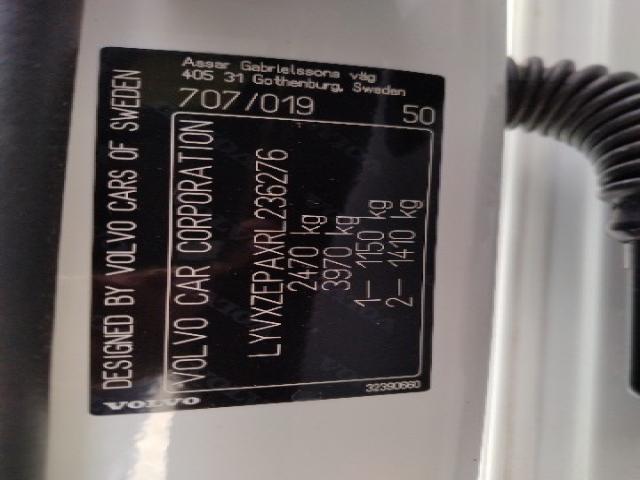 Assar Gabrielssons väg
405 31 Gothenburg, Sweden
707/019 50
DESIGNED BY VOLVO CARS OF SWEDEN
VOLVO CAR CORPORATION
LYVXZEPAXRL236276
2470 kg
3970 kg
1– 1150 kg
2– 1410 kg
32390660
VOLVO